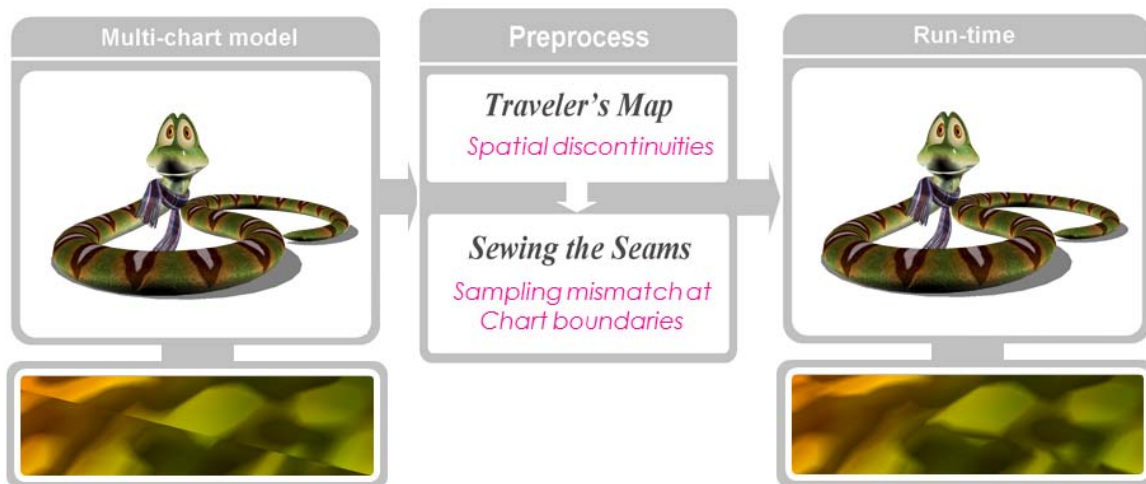 Multi-chart model
Preprocess
Traveler's Map
Spatial discontinuities
Sewing the Seams
Sampling mismatch at
Chart boundaries
Run-time